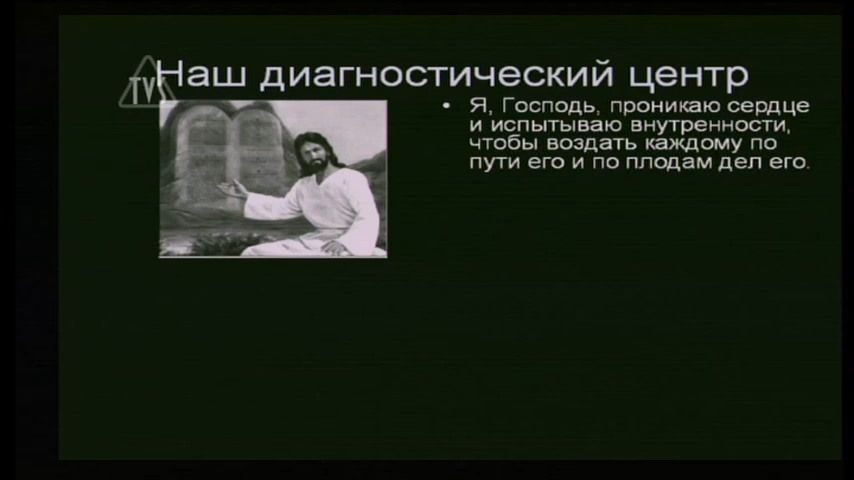 Наш диагностический центр
TVS
• Я, Господь, проникаю сердце
и испытываю внутренности,
чтобы воздать каждому по
пути его и по плодам дел его.